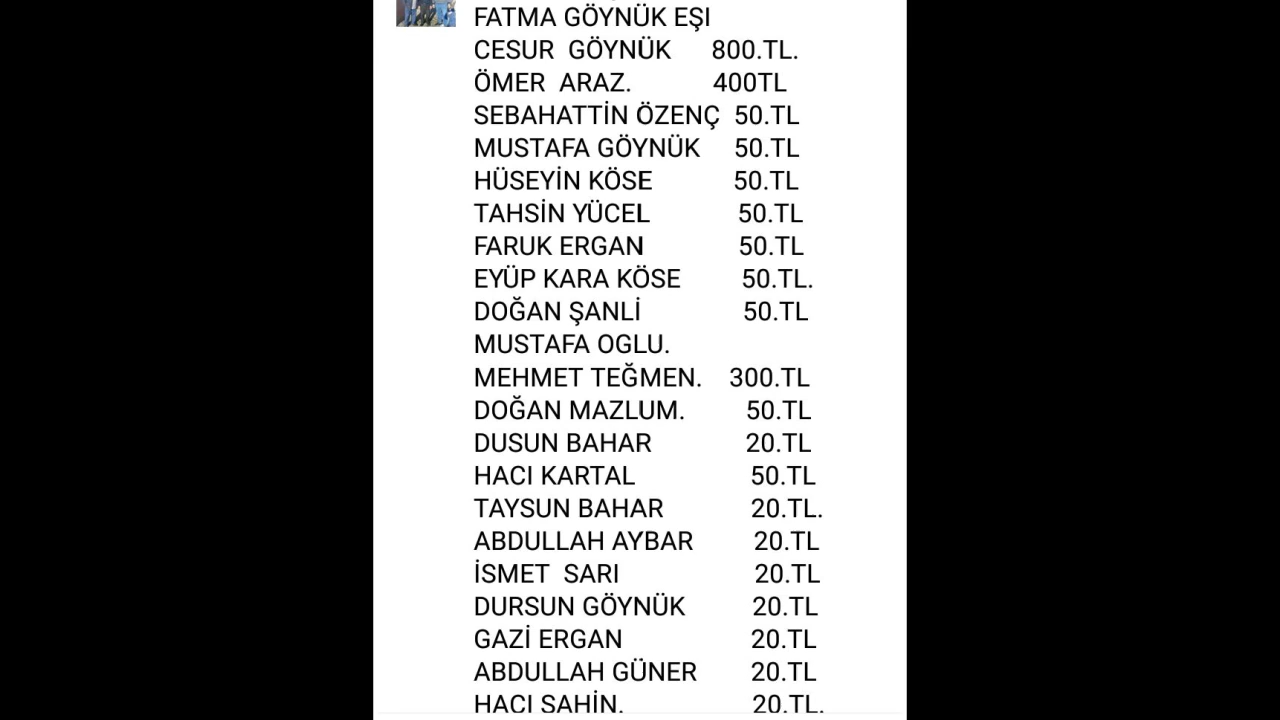 FATMA GÖYNÜK EŞI
CESUR GÖYNÜK 800.TL.
ÖMER ARAZ. 400TL
SEBAHATTİN ÖZENÇ 50.TL
MUSTAFA GÖYNÜK 50.TL
HÜSEYİN KÖSE 50.TL
TAHSİN YÜCEL 50.TL
FARUK ERGAN 50.TL
EYÜP KARA KÖSE 50.TL.
DOĞAN ŞANLİ 50.TL
MUSTAFA OGLU.
MEHMET TEĞMEN. 300.TL
DOĞAN MAZLUM. 50.TL
DUSUN BAHAR 20.TL
HACI KARTAL 50.TL
TAYSUN BAHAR 20.TL.
ABDULLAH AYBAR 20.TL
İSMET SARI 20.TL
DURSUN GÖYNÜK 20.TL
GAZİ ERGAN 20.TL
ABDULLAH GÜNER 20.TL
HACI SAHİN. 20.TL.